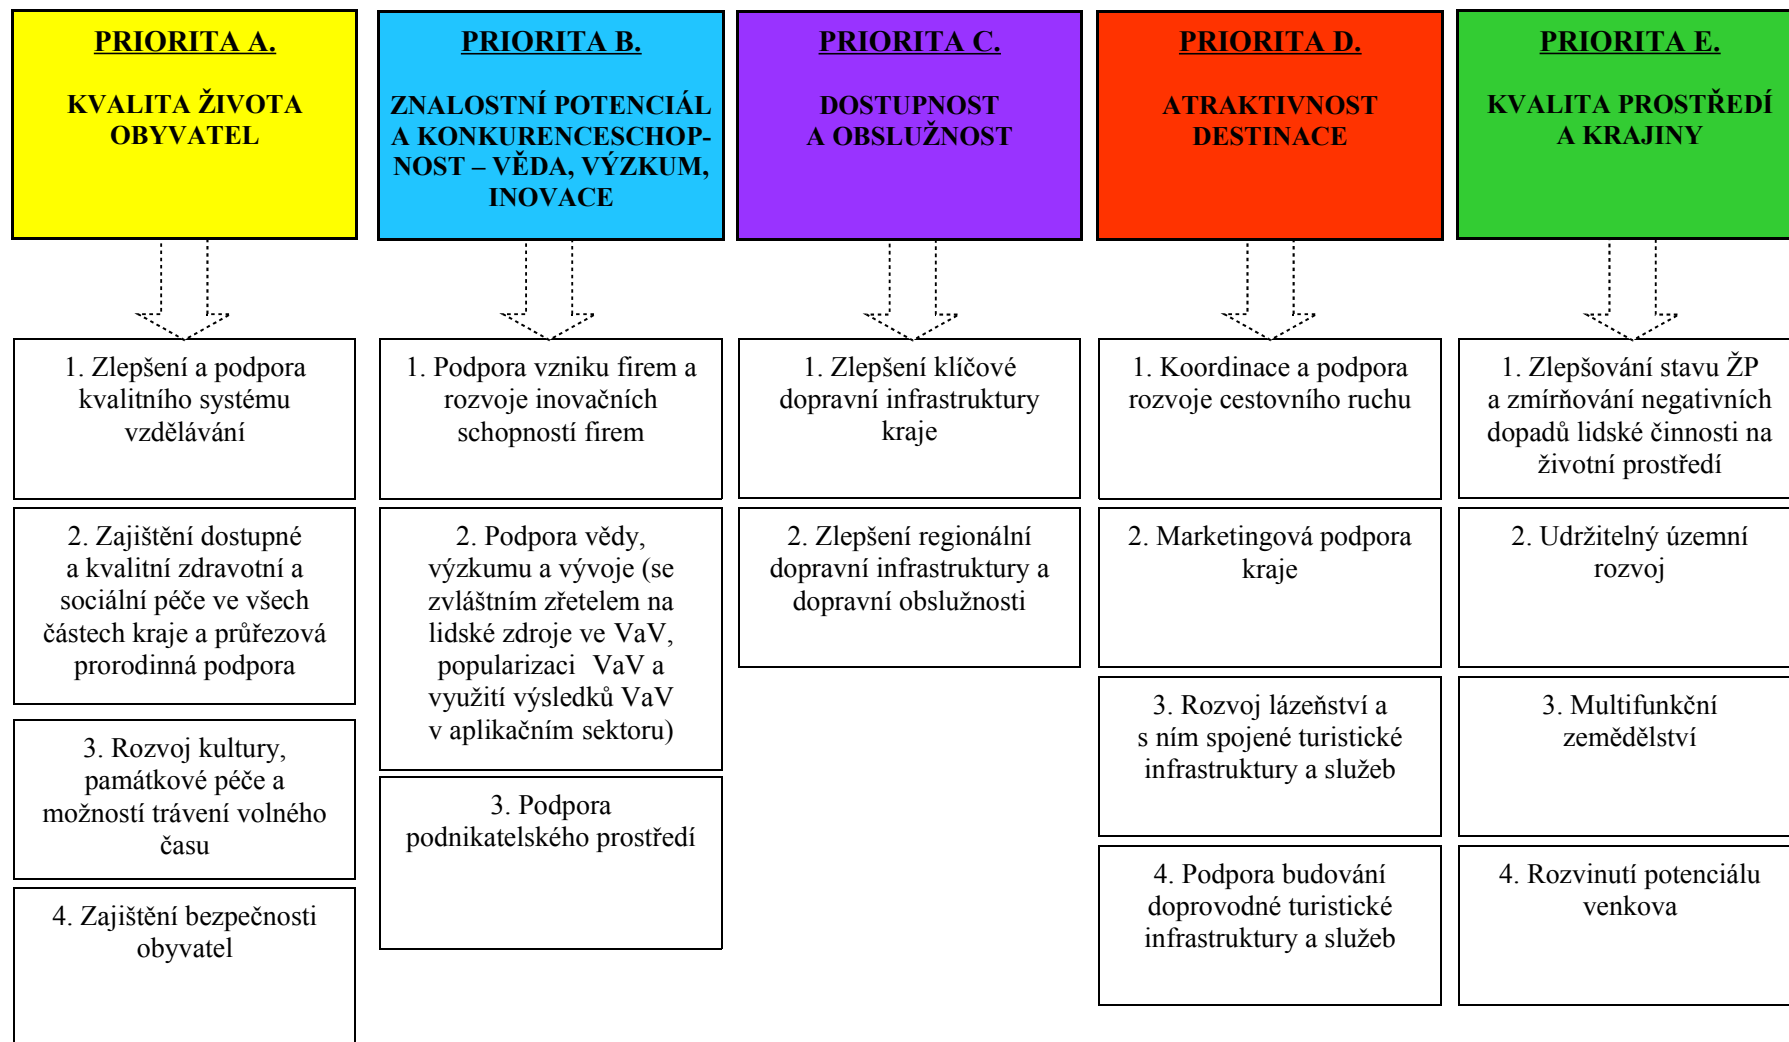 PRIORITA A.
KVALITA ŽIVOTA
OBYVATEL
1. Zlepšení a podpora
kvalitního systému
vzdělávání
2. Zajištění dostupné
a kvalitní zdravotní a
sociální péče ve všech
částech kraje a průřezová
prorodinná podpora
3. Rozvoj kultury,
památkové péče a
možností trávení volného
času
4. Zajištění bezpečnosti
obyvatel
PRIORITA B.
ZNALOSTNÍ POTENCIÁL
A KONKURENCESCHOP-
NOST – VĚDA, VÝZKUM,
INOVACE
1. Podpora vzniku firem a
rozvoje inovačních
schopností firem
2. Podpora vědy,
výzkumu a vývoje (se
zvláštním zřetelem na
lidské zdroje ve VaV,
popularizaci VaV a
využití výsledků VaV
v aplikačním sektoru)
3. Podpora
podnikatelského prostředí
PRIORITA C.
DOSTUPNOST
A OBSLUŽNOST
1. Zlepšení klíčové
dopravní infrastruktury
kraje
2. Zlepšení regionální
dopravní infrastruktury a
dopravní obslužnosti
PRIORITA D.
ATRAKTIVNOST
DESTINACE
1. Koordinace a podpora
rozvoje cestovního ruchu
2. Marketingová podpora
kraje
3. Rozvoj lázeňství a
s ním spojené turistické
infrastruktury a služeb
4. Podpora budování
doprovodné turistické
infrastruktury a služeb
PRIORITA E.
KVALITA PROSTŘEDÍ
A KRAJINY
1. Zlepšování stavu ŽP
a zmírňování negativních
dopadů lidské činnosti na
životní prostředí
2. Udržitelný územní
rozvoj
3. Multifunkční
zemědělství
4. Rozvinutí potenciálu
venkova